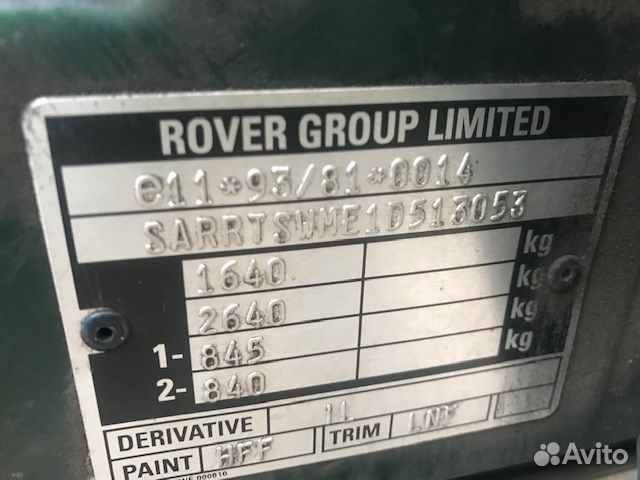 ROVER GROUP LIMITED
e11*93/81*0014
SARRTSWME1D513053
1640 kg
2640 kg
1- 845 kg
2- 840 kg
DERIVATIVE 1L
PAINT HFF TRIM LNF
000010
Avito